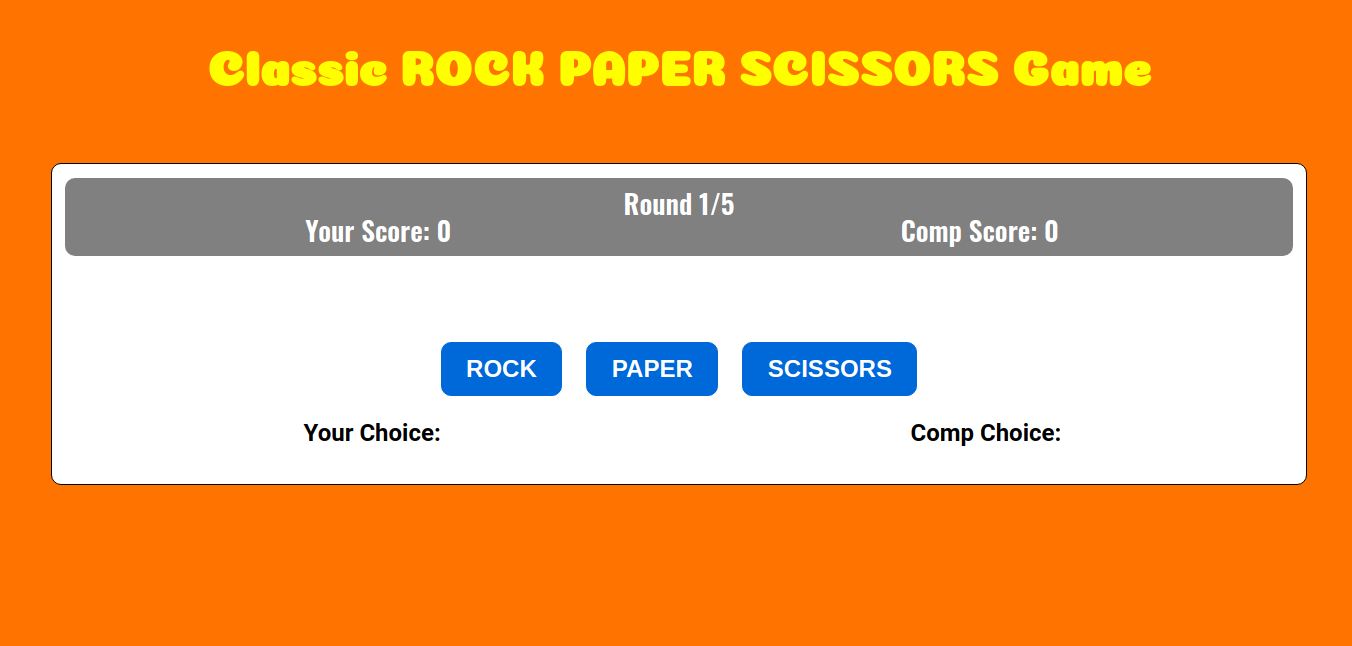 Classic ROCK PAPER SCISSORS Game
Round 1/5
Your Score: 0 Comp Score: 0
ROCK PAPER SCISSORS
Your Choice: Comp Choice: